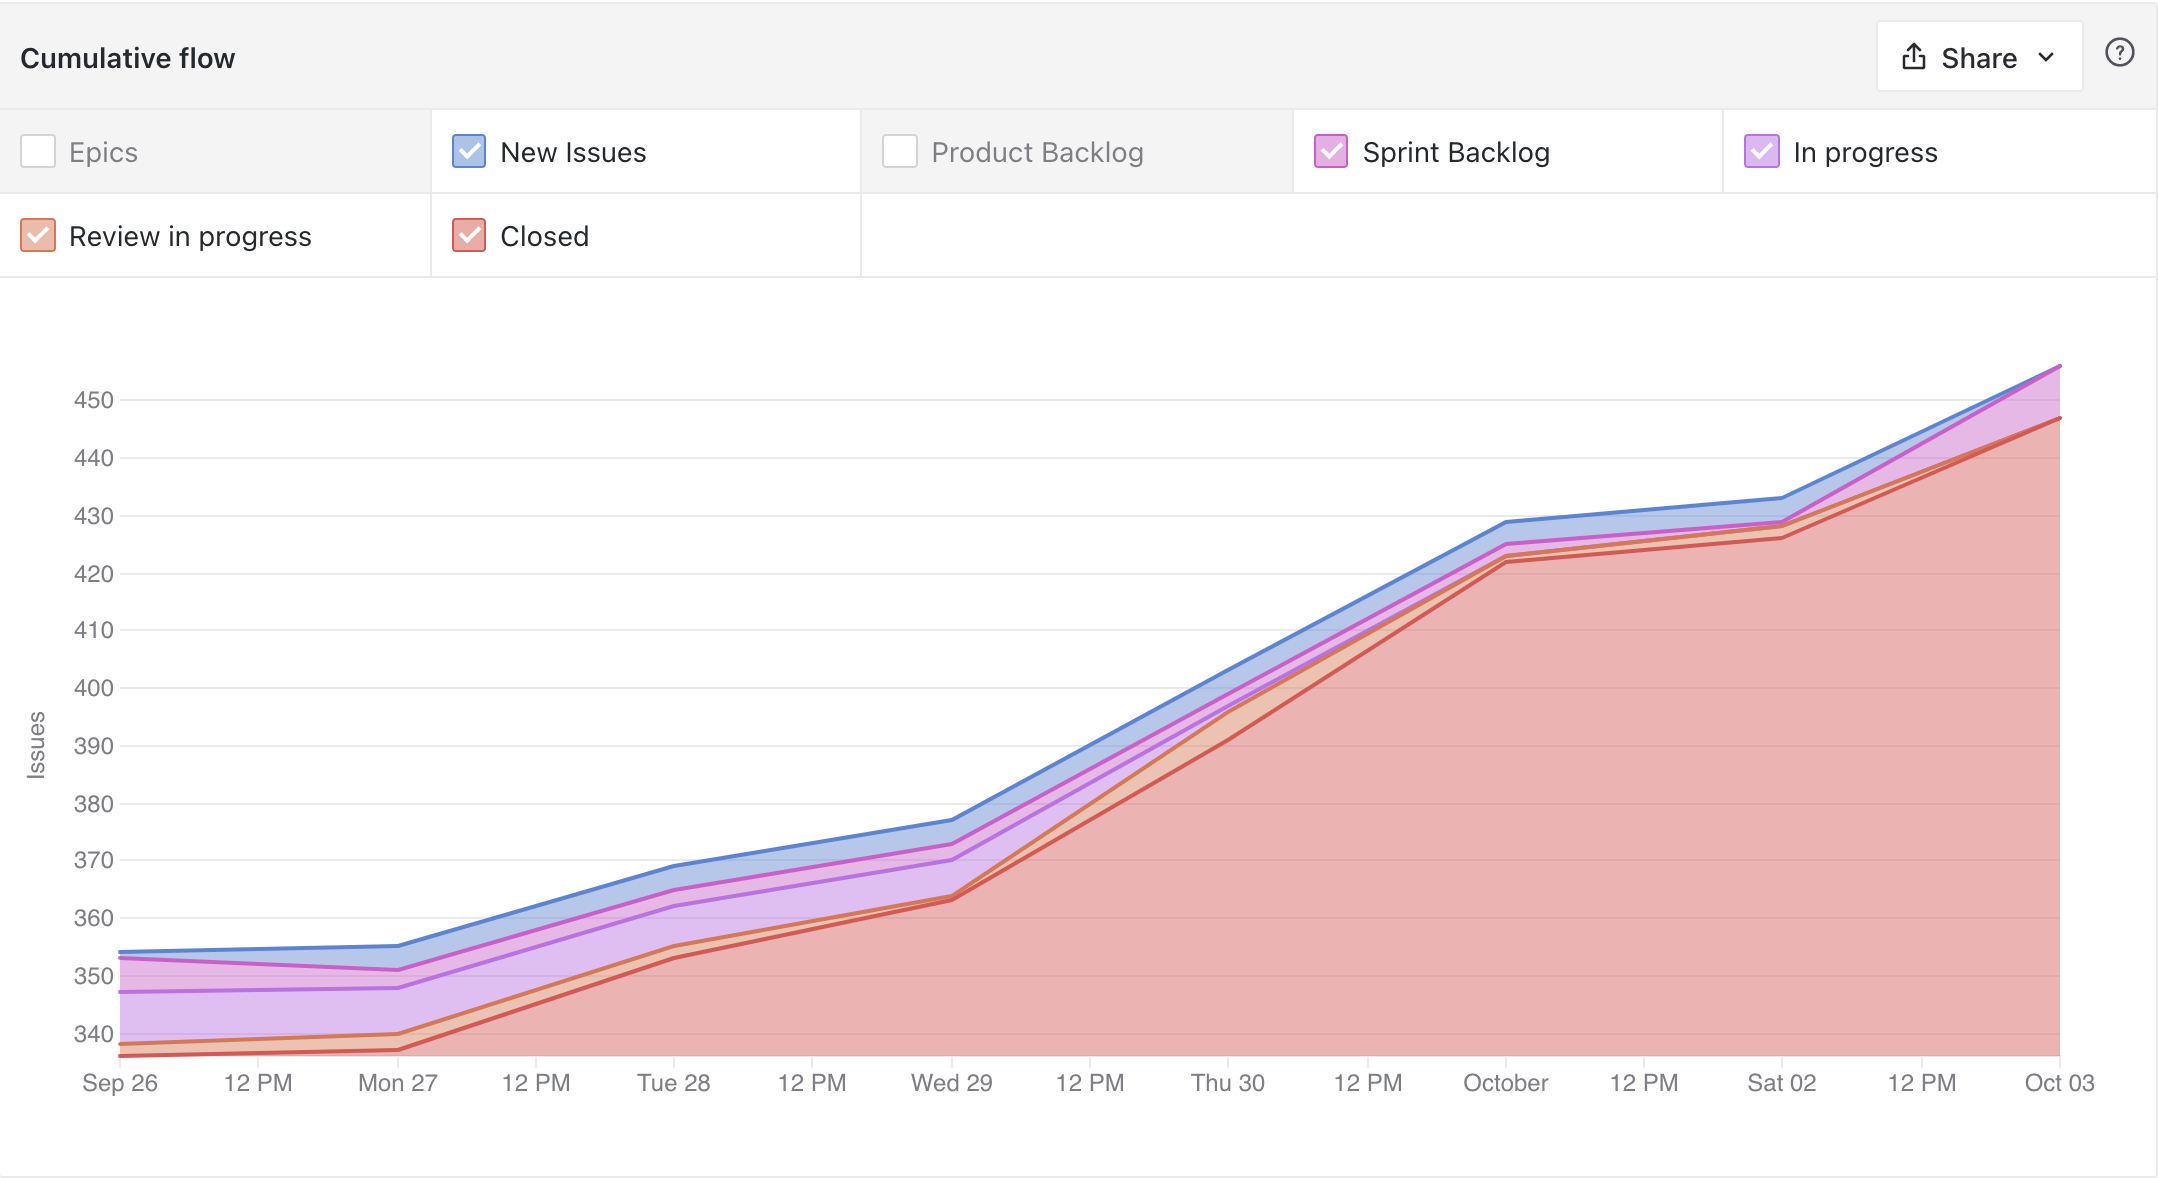 Cumulative flow
Share
?
Epics
New Issues
Product Backlog
Sprint Backlog
In progress
Review in progress
Closed
450
440
430
420
410
400
390
380
370
360
350
340
Issues
Sep 26 12 PM Mon 27 12 PM Tue 28 12 PM Wed 29 12 PM Thu 30 12 PM October 12 PM Sat 02 12 PM Oct 03